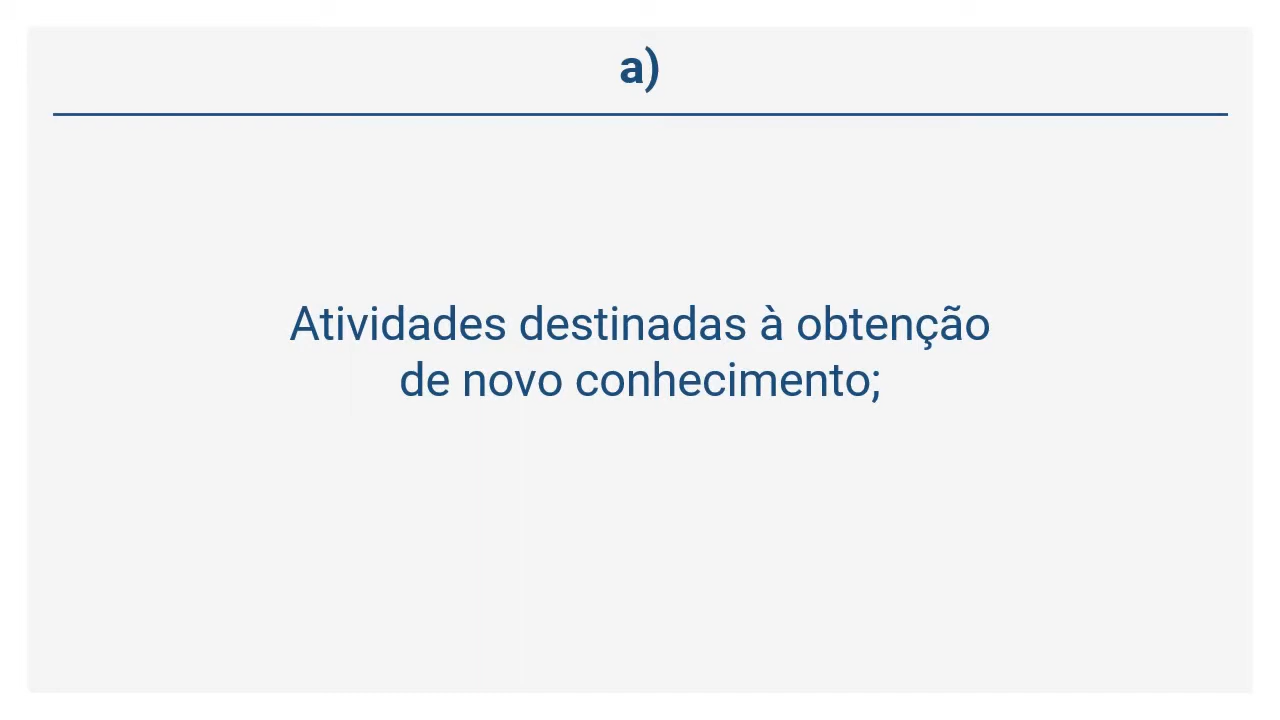 a)
Atividades destinadas à obtenção
de novo conhecimento;